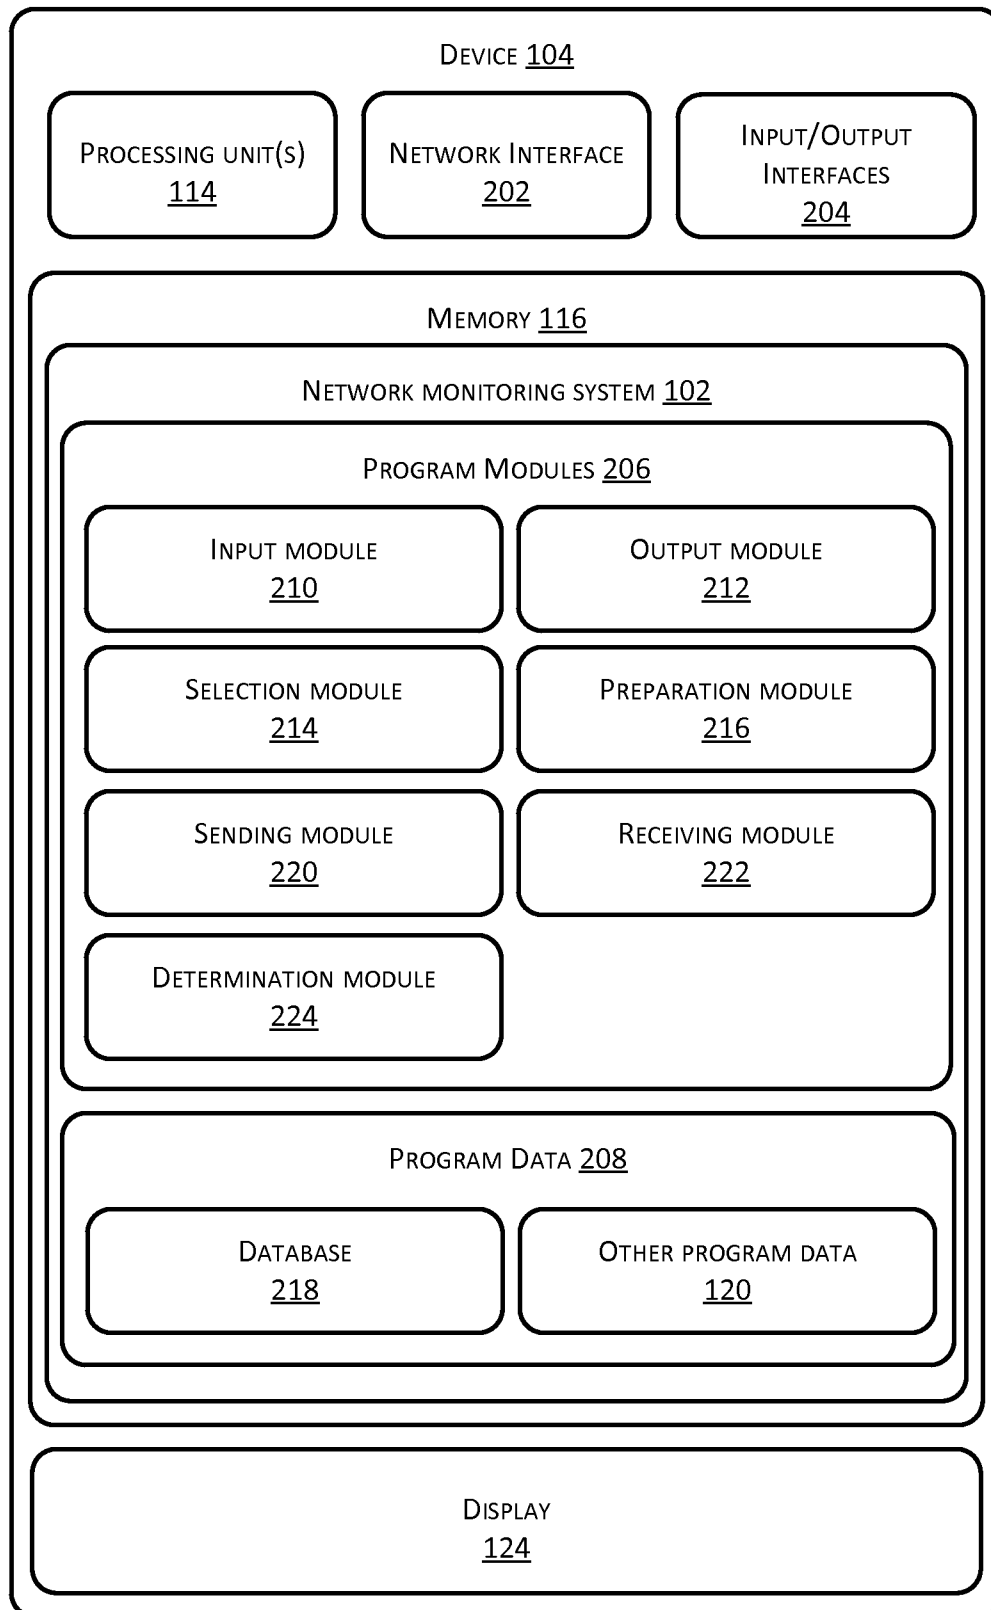 Device 104
Processing unit(s)
114
Network Interface
202
Input/Output
Interfaces
204
Memory 116
Network monitoring system 102
Program Modules 206
Input module
210
Output module
212
Selection module
214
Preparation module
216
Sending module
220
Receiving module
222
Determination module
224
Program Data 208
Database
218
Other program data
120
Display
124